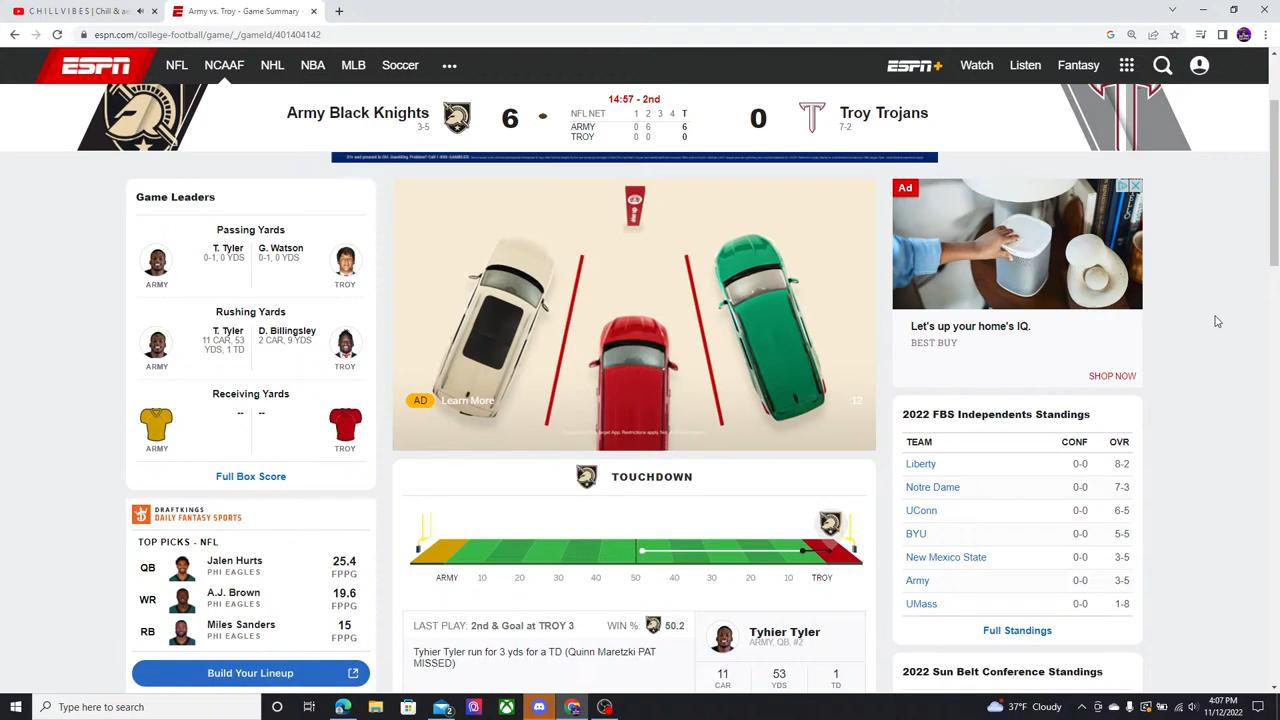 C H I L L V I B E S | Chill & ae
Army vs. Troy - Game Summary -
espn.com/college-football/game/_/gameId/401404142
ESPN
NFL
NCAAF
NHL
NBA
MLB
Soccer
ESPN+
Watch
Listen
Fantasy
Army Black Knights
3-5
6
14:57 - 2nd
NFL NET 1 2 3 4 T
ARMY 0 6 6
TROY 0 0 0
0
Troy Trojans
7-2
Game Leaders
Passing Yards
T. Tyler
0-1, 0 YDS
G. Watson
0-1, 0 YDS
ARMY
TROY
Rushing Yards
T. Tyler
11 CAR, 53
YDS, 1 TD
D. Billingsley
2 CAR, 9 YDS
ARMY
TROY
Receiving Yards
-- --
ARMY
TROY
Full Box Score
DRAFTKINGS
DAILY FANTASY SPORTS
TOP PICKS - NFL
QB
Jalen Hurts
PHI EAGLES
25.4
FPPG
WR
A.J. Brown
PHI EAGLES
19.6
FPPG
RB
Miles Sanders
PHI EAGLES
15
FPPG
Build Your Lineup
AD
Learn More
:12
TOUCHDOWN
ARMY 10 20 30 40 50 40 30 20 10 TROY
LAST PLAY: 2nd & Goal at TROY 3
WIN %: 50.2
Tyhier Tyler run for 3 yds for a TD (Quinn Maretzki PAT
MISSED)
Tyhier Tyler
ARMY, QB, #2
11 53 1
CAR YDS TD
Ad
Let's up your home's IQ.
BEST BUY
SHOP NOW
2022 FBS Independents Standings
TEAM CONF OVR
Liberty 0-0 8-2
Notre Dame 0-0 7-3
UConn 0-0 6-5
BYU 0-0 5-5
New Mexico State 0-0 3-5
Army 0-0 3-5
UMass 0-0 1-8
Full Standings
2022 Sun Belt Conference Standings
Type here to search
2
37°F Cloudy
4:07 PM
11/12/2022